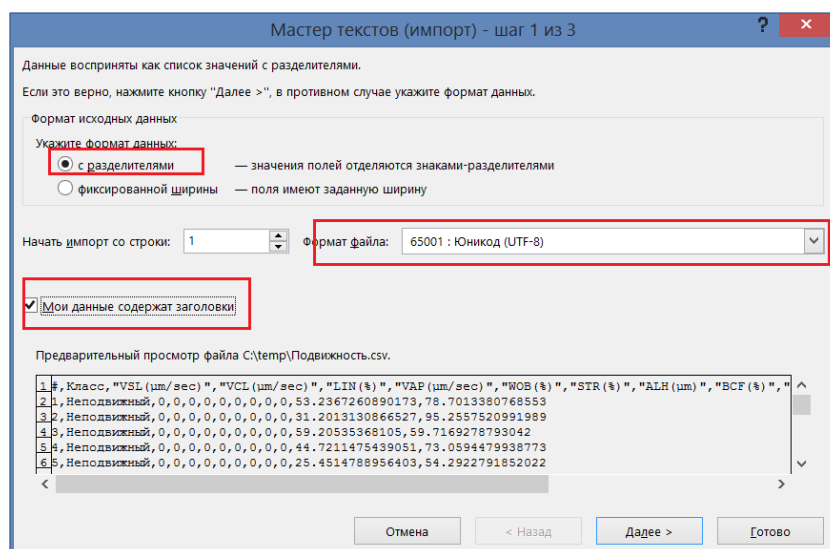 Мастер текстов (импорт) - шаг 1 из 3
? ×
Данные восприняты как список значений с разделителями.
Если это верно, нажмите кнопку "Далее >", в противном случае укажите формат данных.
Формат исходных данных
Укажите формат данных:
с разделителями — значения полей отделяются знаками-разделителями
фиксированной ширины — поля имеют заданную ширину
Начать импорт со строки: 1 Формат файла: 65001 : Юникод (UTF-8)
Мои данные содержат заголовки
Предварительный просмотр файла C:\temp\Подвижность.csv.
1 #,Класс,"VSL(µm/sec)","VCL(µm/sec)","LIN(%)","VAP(µm/sec)","WOB(%)","STR(%)","ALH(µm)","BCF(%)","
2 1,Неподвижный,0,0,0,0,0,0,0,0,0,53.2367260890173,78.7013380768553
3 2,Неподвижный,0,0,0,0,0,0,0,0,0,31.2013130866527,95.2557520991989
4 3,Неподвижный,0,0,0,0,0,0,0,0,0,59.20535368105,59.7169278793042
5 4,Неподвижный,0,0,0,0,0,0,0,0,0,44.7211475439051,73.0594479938773
6 5,Неподвижный,0,0,0,0,0,0,0,0,0,25.4514788956403,54.2922791852022
Отмена < Назад Далее > Готово